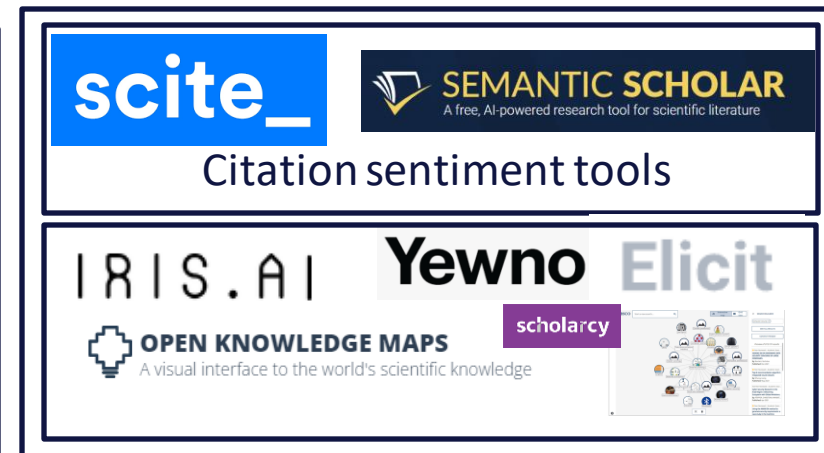 scite_
SEMANTIC SCHOLAR
A free, AI-powered research tool for scientific literature
Citation sentiment tools
IRIS.AI
Yewno
Elicit
scholarcy
OPEN KNOWLEDGE MAPS
A visual interface to the world's scientific knowledge